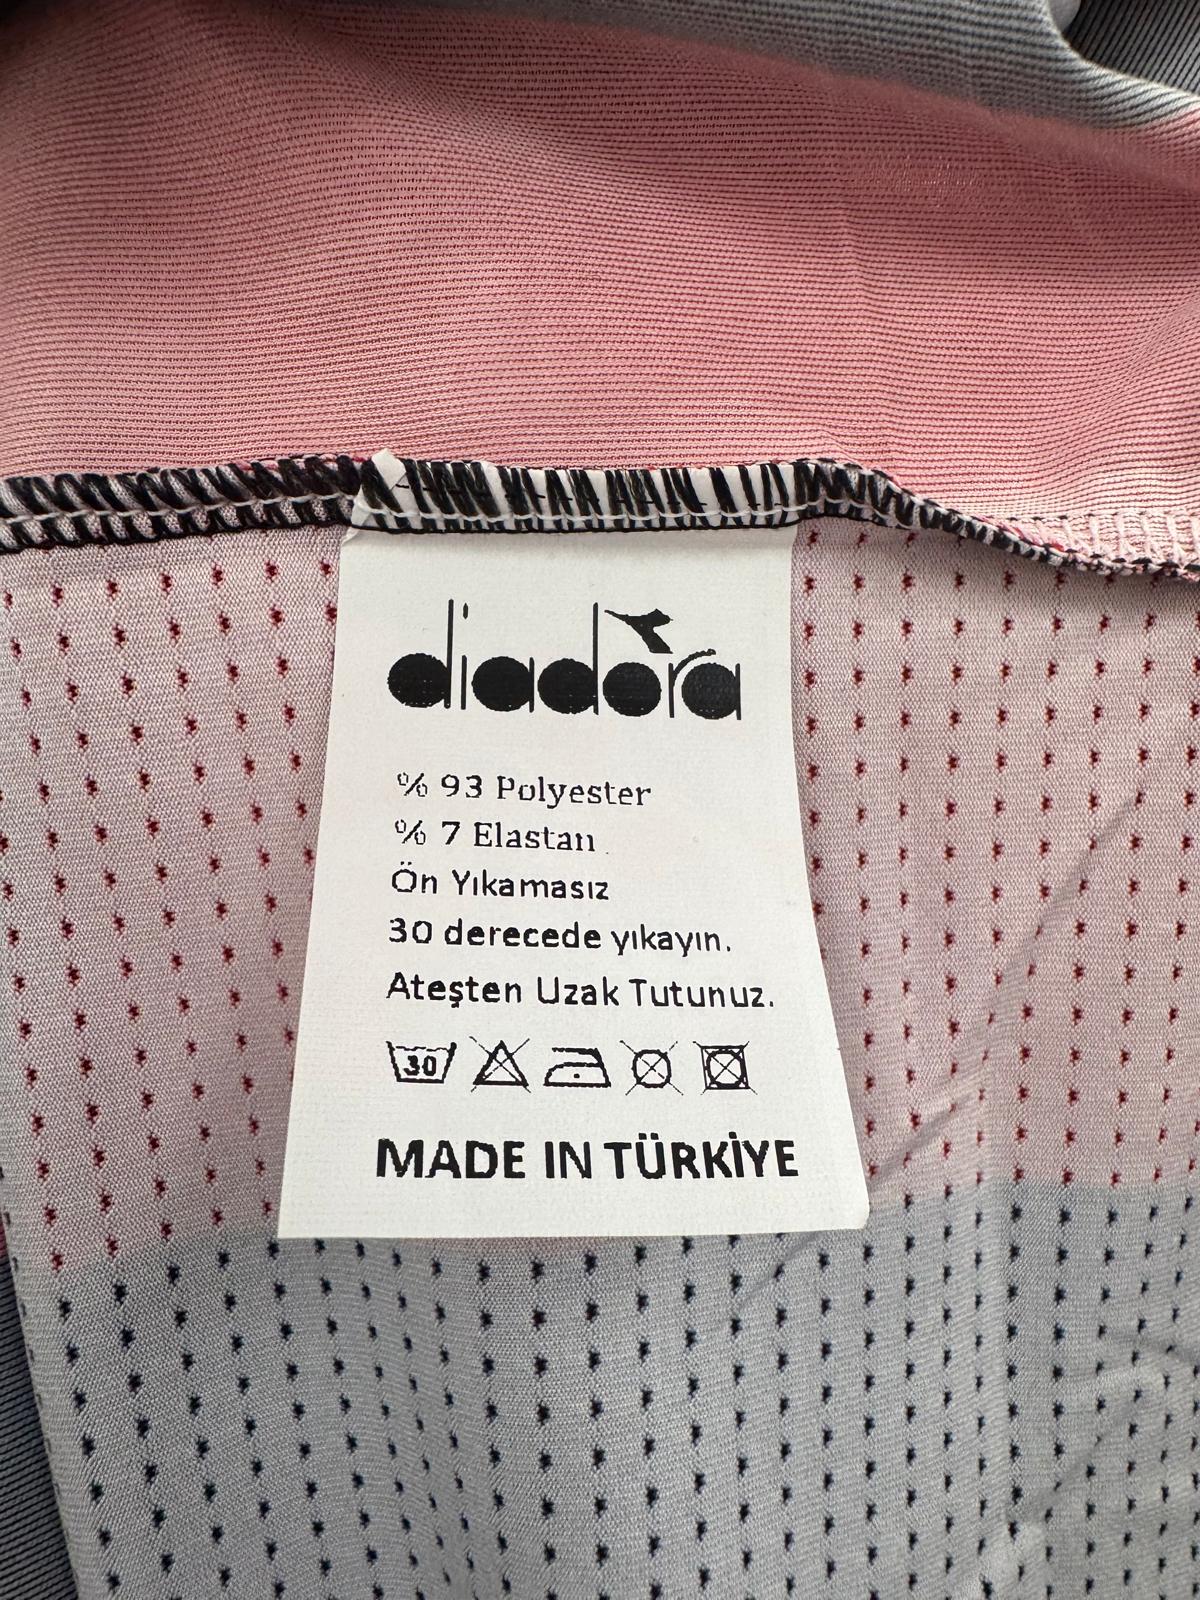 diadora
% 93 Polyester
% 7 Elastan
Ön Yıkamasız
30 derecede yıkayın.
Ateşten Uzak Tutunuz.
30
MADE IN TÜRKİYE